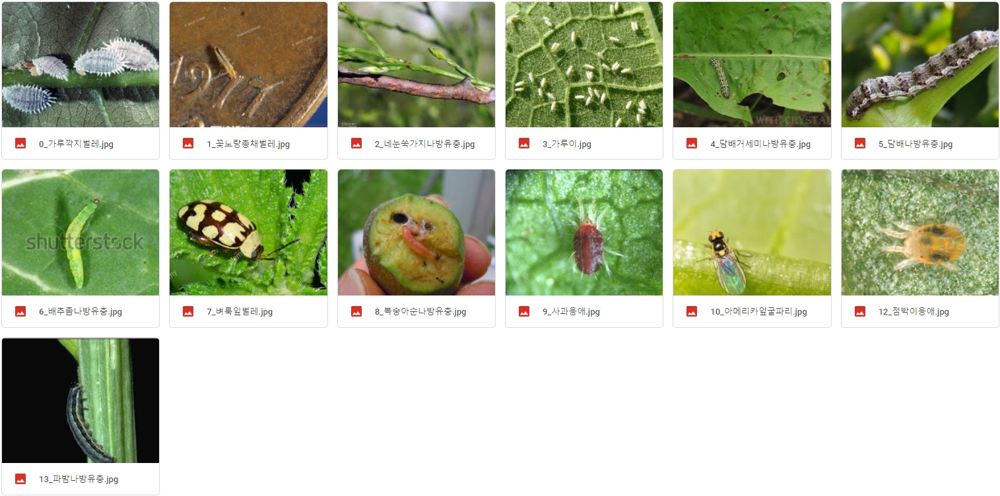 0_가루깍지벌레.jpg
1_꽃노랑총채벌레.jpg
2_네눈쑥가지나방유충.jpg
3_가루이.jpg
4_담배거세미나방유충.jpg
5_담배나방유충.jpg
WITH CRYSTAL
197
shutterstock
6_배추좀나방유충.jpg
7_벼룩잎벌레.jpg
8_복숭아순나방유충.jpg
9_사과응애.jpg
10_아메리카잎굴파리.jpg
12_점박이응애.jpg
13_파밤나방유충.jpg